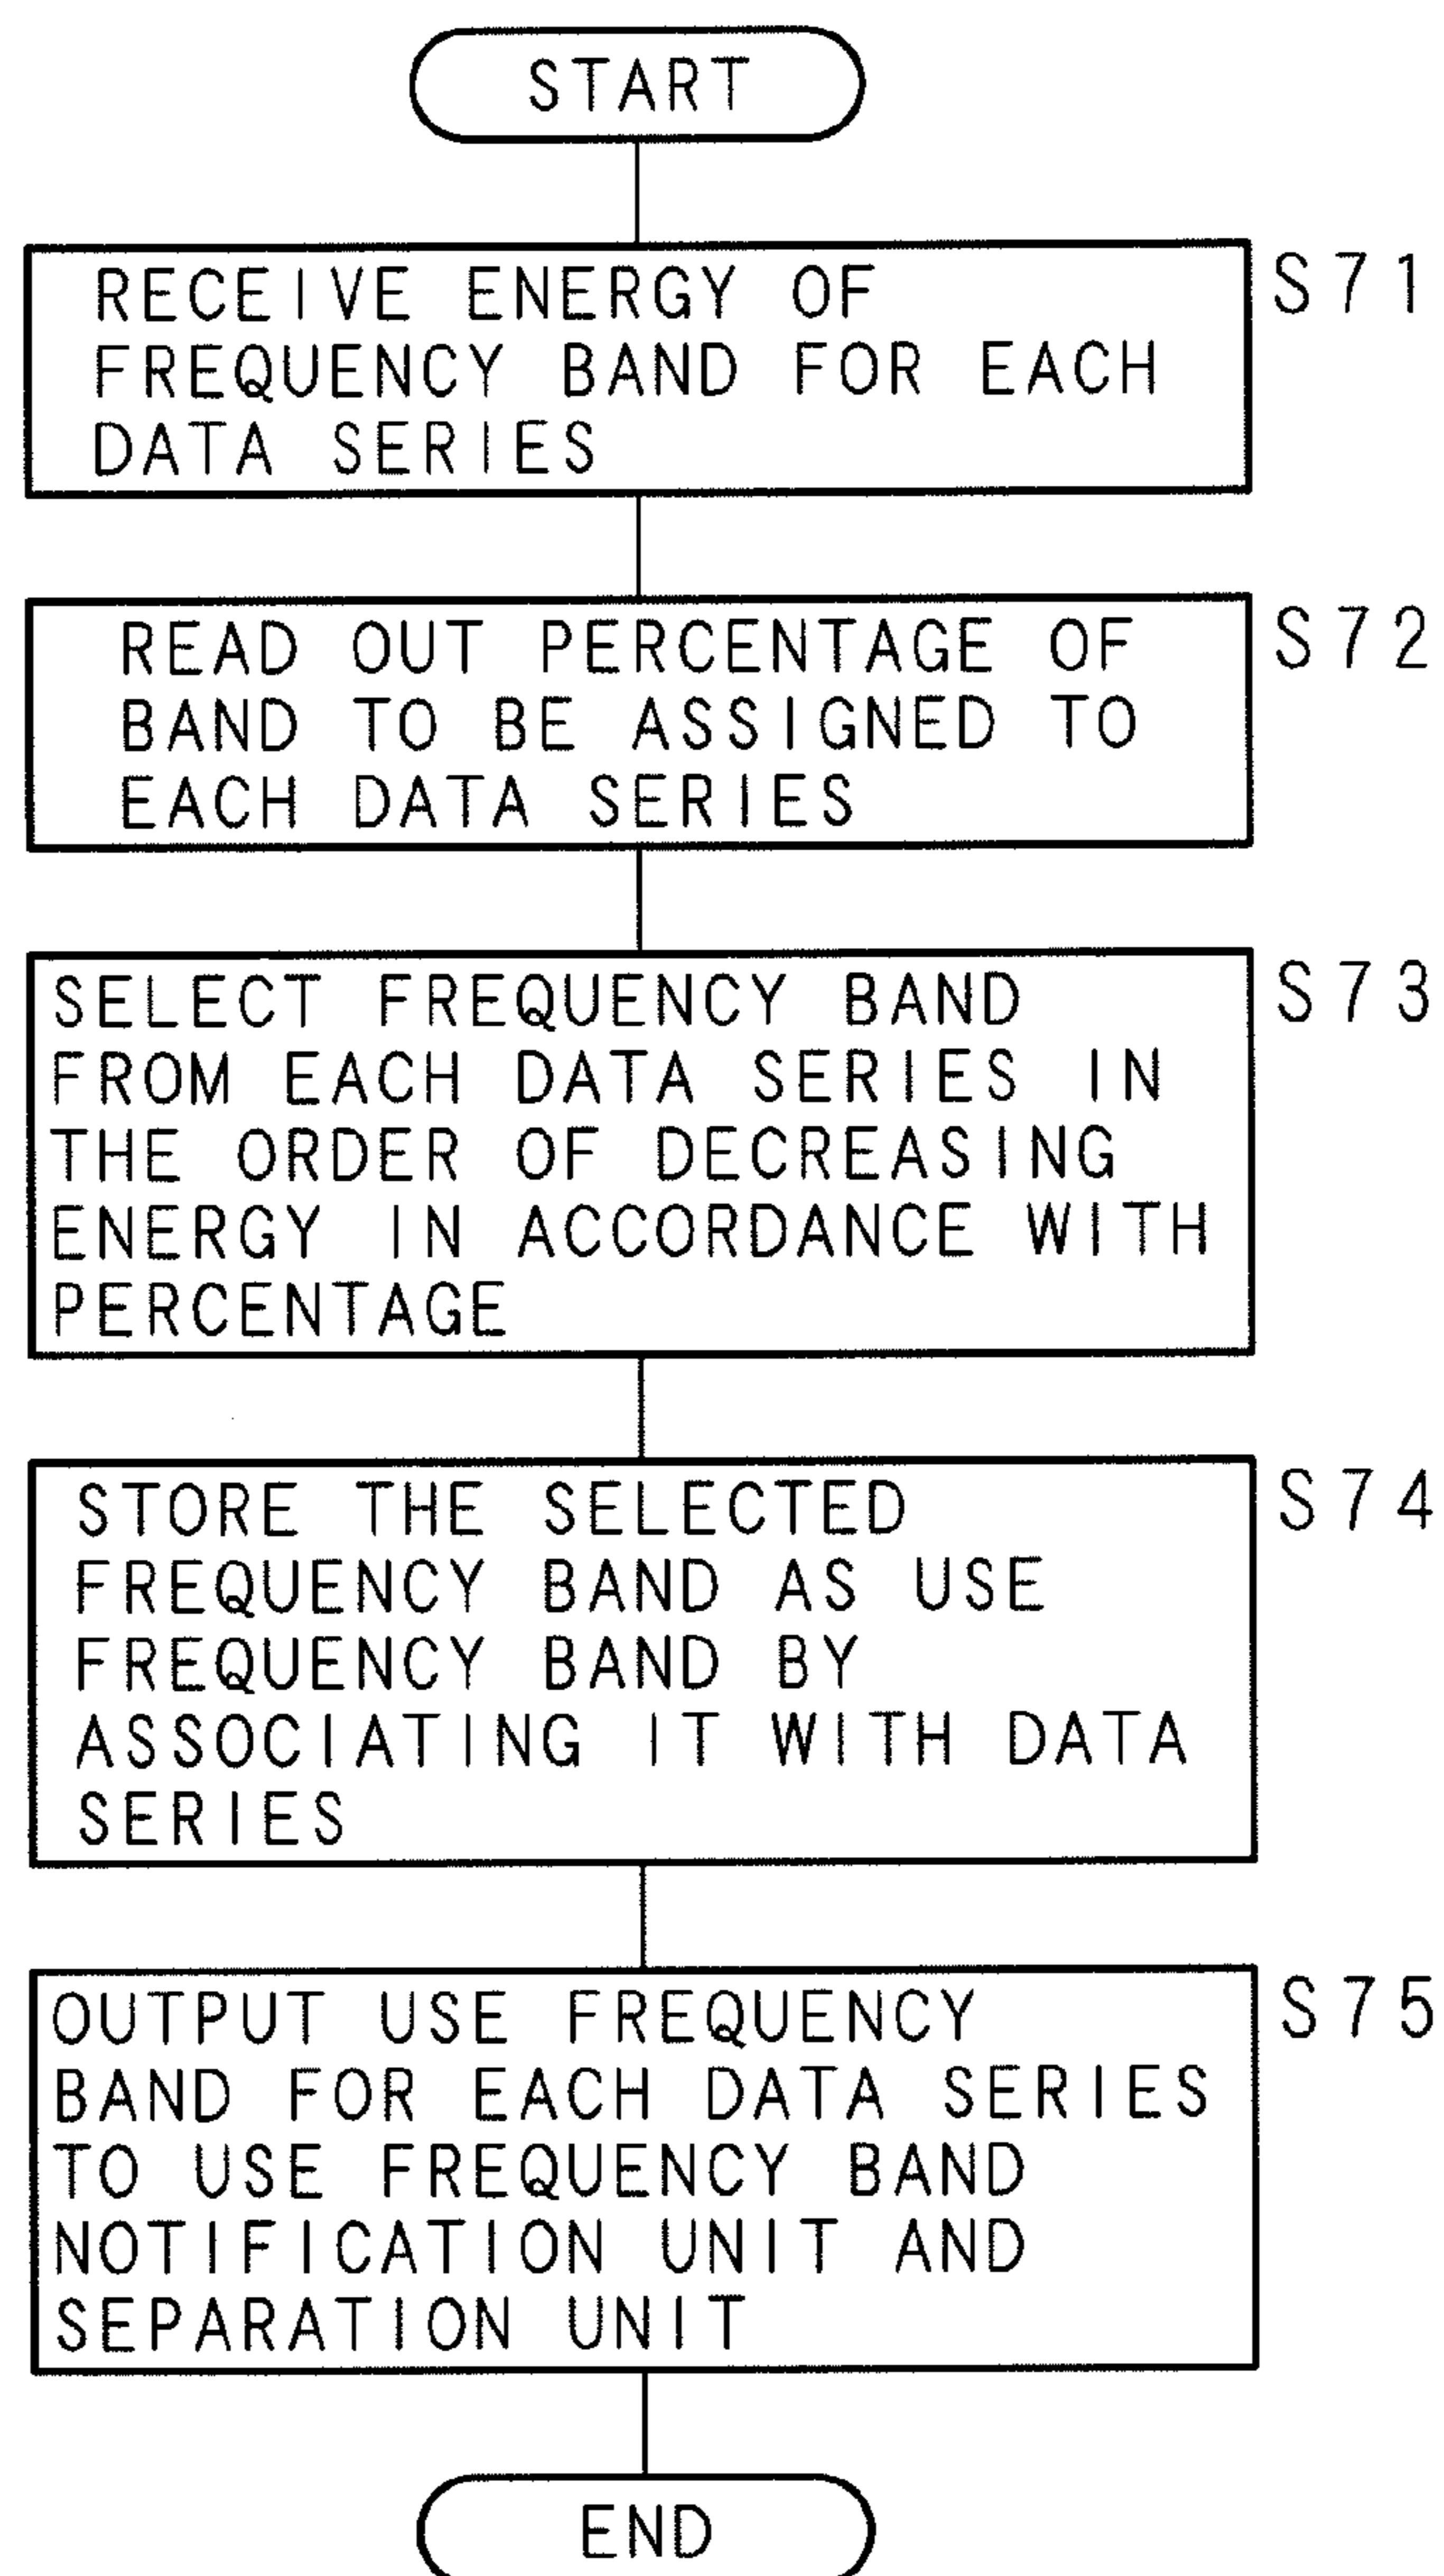 START
RECEIVE ENERGY OF
FREQUENCY BAND FOR EACH
DATA SERIES
S71
READ OUT PERCENTAGE OF
BAND TO BE ASSIGNED TO
EACH DATA SERIES
S72
SELECT FREQUENCY BAND
FROM EACH DATA SERIES IN
THE ORDER OF DECREASING
ENERGY IN ACCORDANCE WITH
PERCENTAGE
S73
STORE THE SELECTED
FREQUENCY BAND AS USE
FREQUENCY BAND BY
ASSOCIATING IT WITH DATA
SERIES
S74
OUTPUT USE FREQUENCY
BAND FOR EACH DATA SERIES
TO USE FREQUENCY BAND
NOTIFICATION UNIT AND
SEPARATION UNIT
S75
END